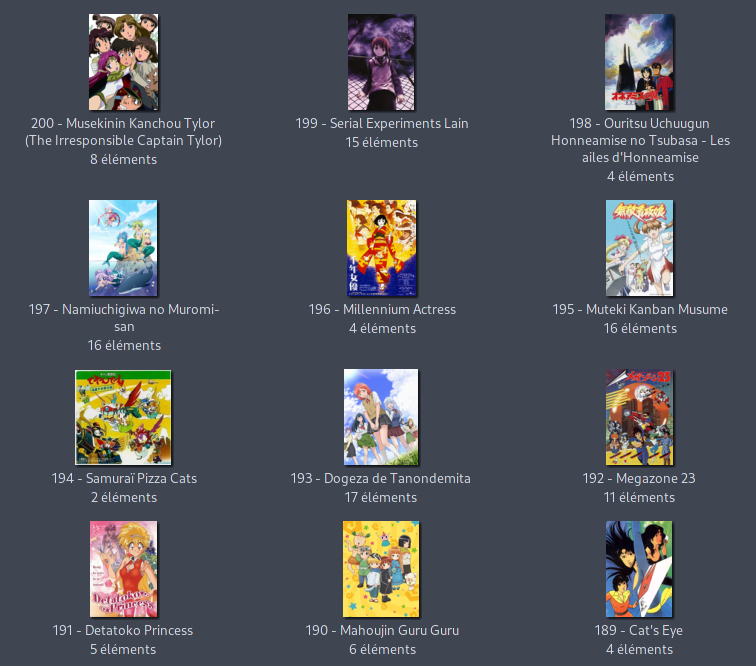 200 - Musekinin Kanchou Tylor
(The Irresponsible Captain Tylor)
8 éléments
199 - Serial Experiments Lain
15 éléments
198 - Ouritsu Uchuugun
Honneamise no Tsubasa - Les
ailes d'Honneamise
4 éléments
197 - Namiuchigiwa no Muromi-
san
16 éléments
196 - Millennium Actress
4 éléments
195 - Muteki Kanban Musume
16 éléments
194 - Samuraï Pizza Cats
2 éléments
193 - Dogeza de Tanondemita
17 éléments
192 - Megazone 23
11 éléments
191 - Detatoko Princess
5 éléments
190 - Mahoujin Guru Guru
6 éléments
189 - Cat's Eye
4 éléments